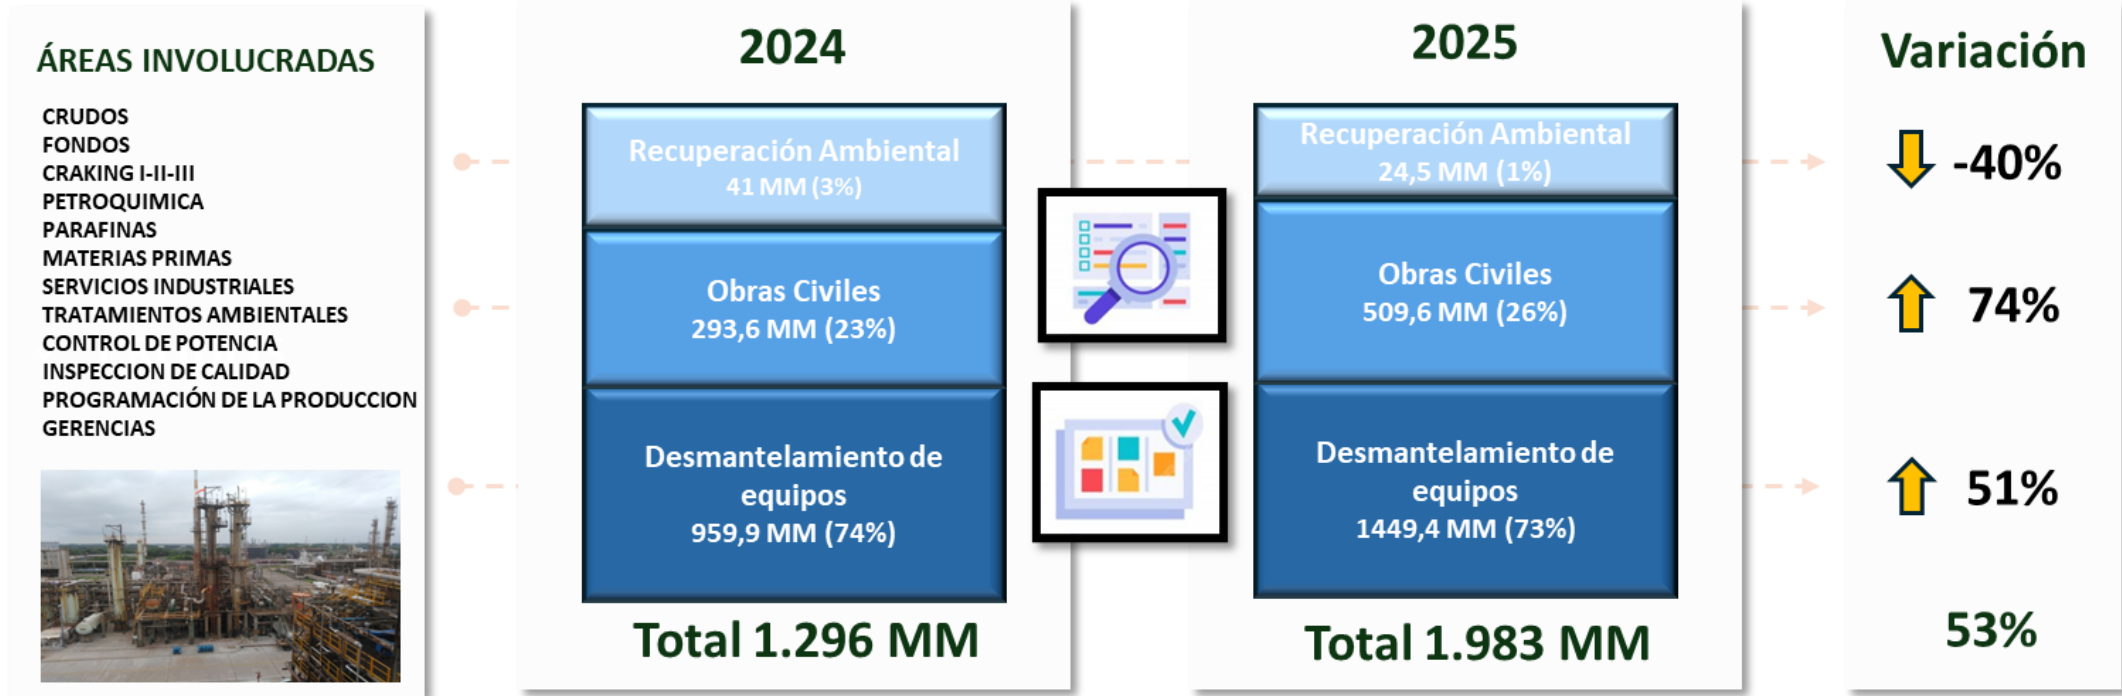 ÁREAS INVOLUCRADAS
CRUDOS
FONDOS
CRAKING I-II-III
PETROQUIMICA
PARAFINAS
MATERIAS PRIMAS
SERVICIOS INDUSTRIALES
TRATAMIENTOS AMBIENTALES
CONTROL DE POTENCIA
INSPECCION DE CALIDAD
PROGRAMACIÓN DE LA PRODUCCION
GERENCIAS
2024
Recuperación Ambiental
41 MM (3%)
Obras Civiles
293,6 MM (23%)
Desmantelamiento de
equipos
959,9 MM (74%)
Total 1.296 MM
2025
Recuperación Ambiental
24,5 MM (1%)
Obras Civiles
509,6 MM (26%)
Desmantelamiento de
equipos
1449,4 MM (73%)
Total 1.983 MM
Variación
-40%
74%
51%
53%